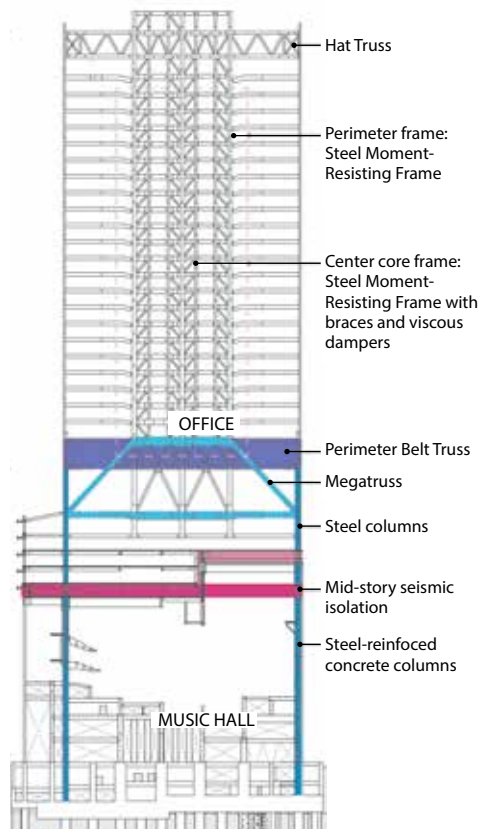 Hat Truss
Perimeter frame:
Steel Moment-
Resisting Frame
Center core frame:
Steel Moment-
Resisting Frame with
braces and viscous
dampers
OFFICE
Perimeter Belt Truss
Megatruss
Steel columns
Mid-story seismic
isolation
Steel-reinfoced
concrete columns
MUSIC HALL